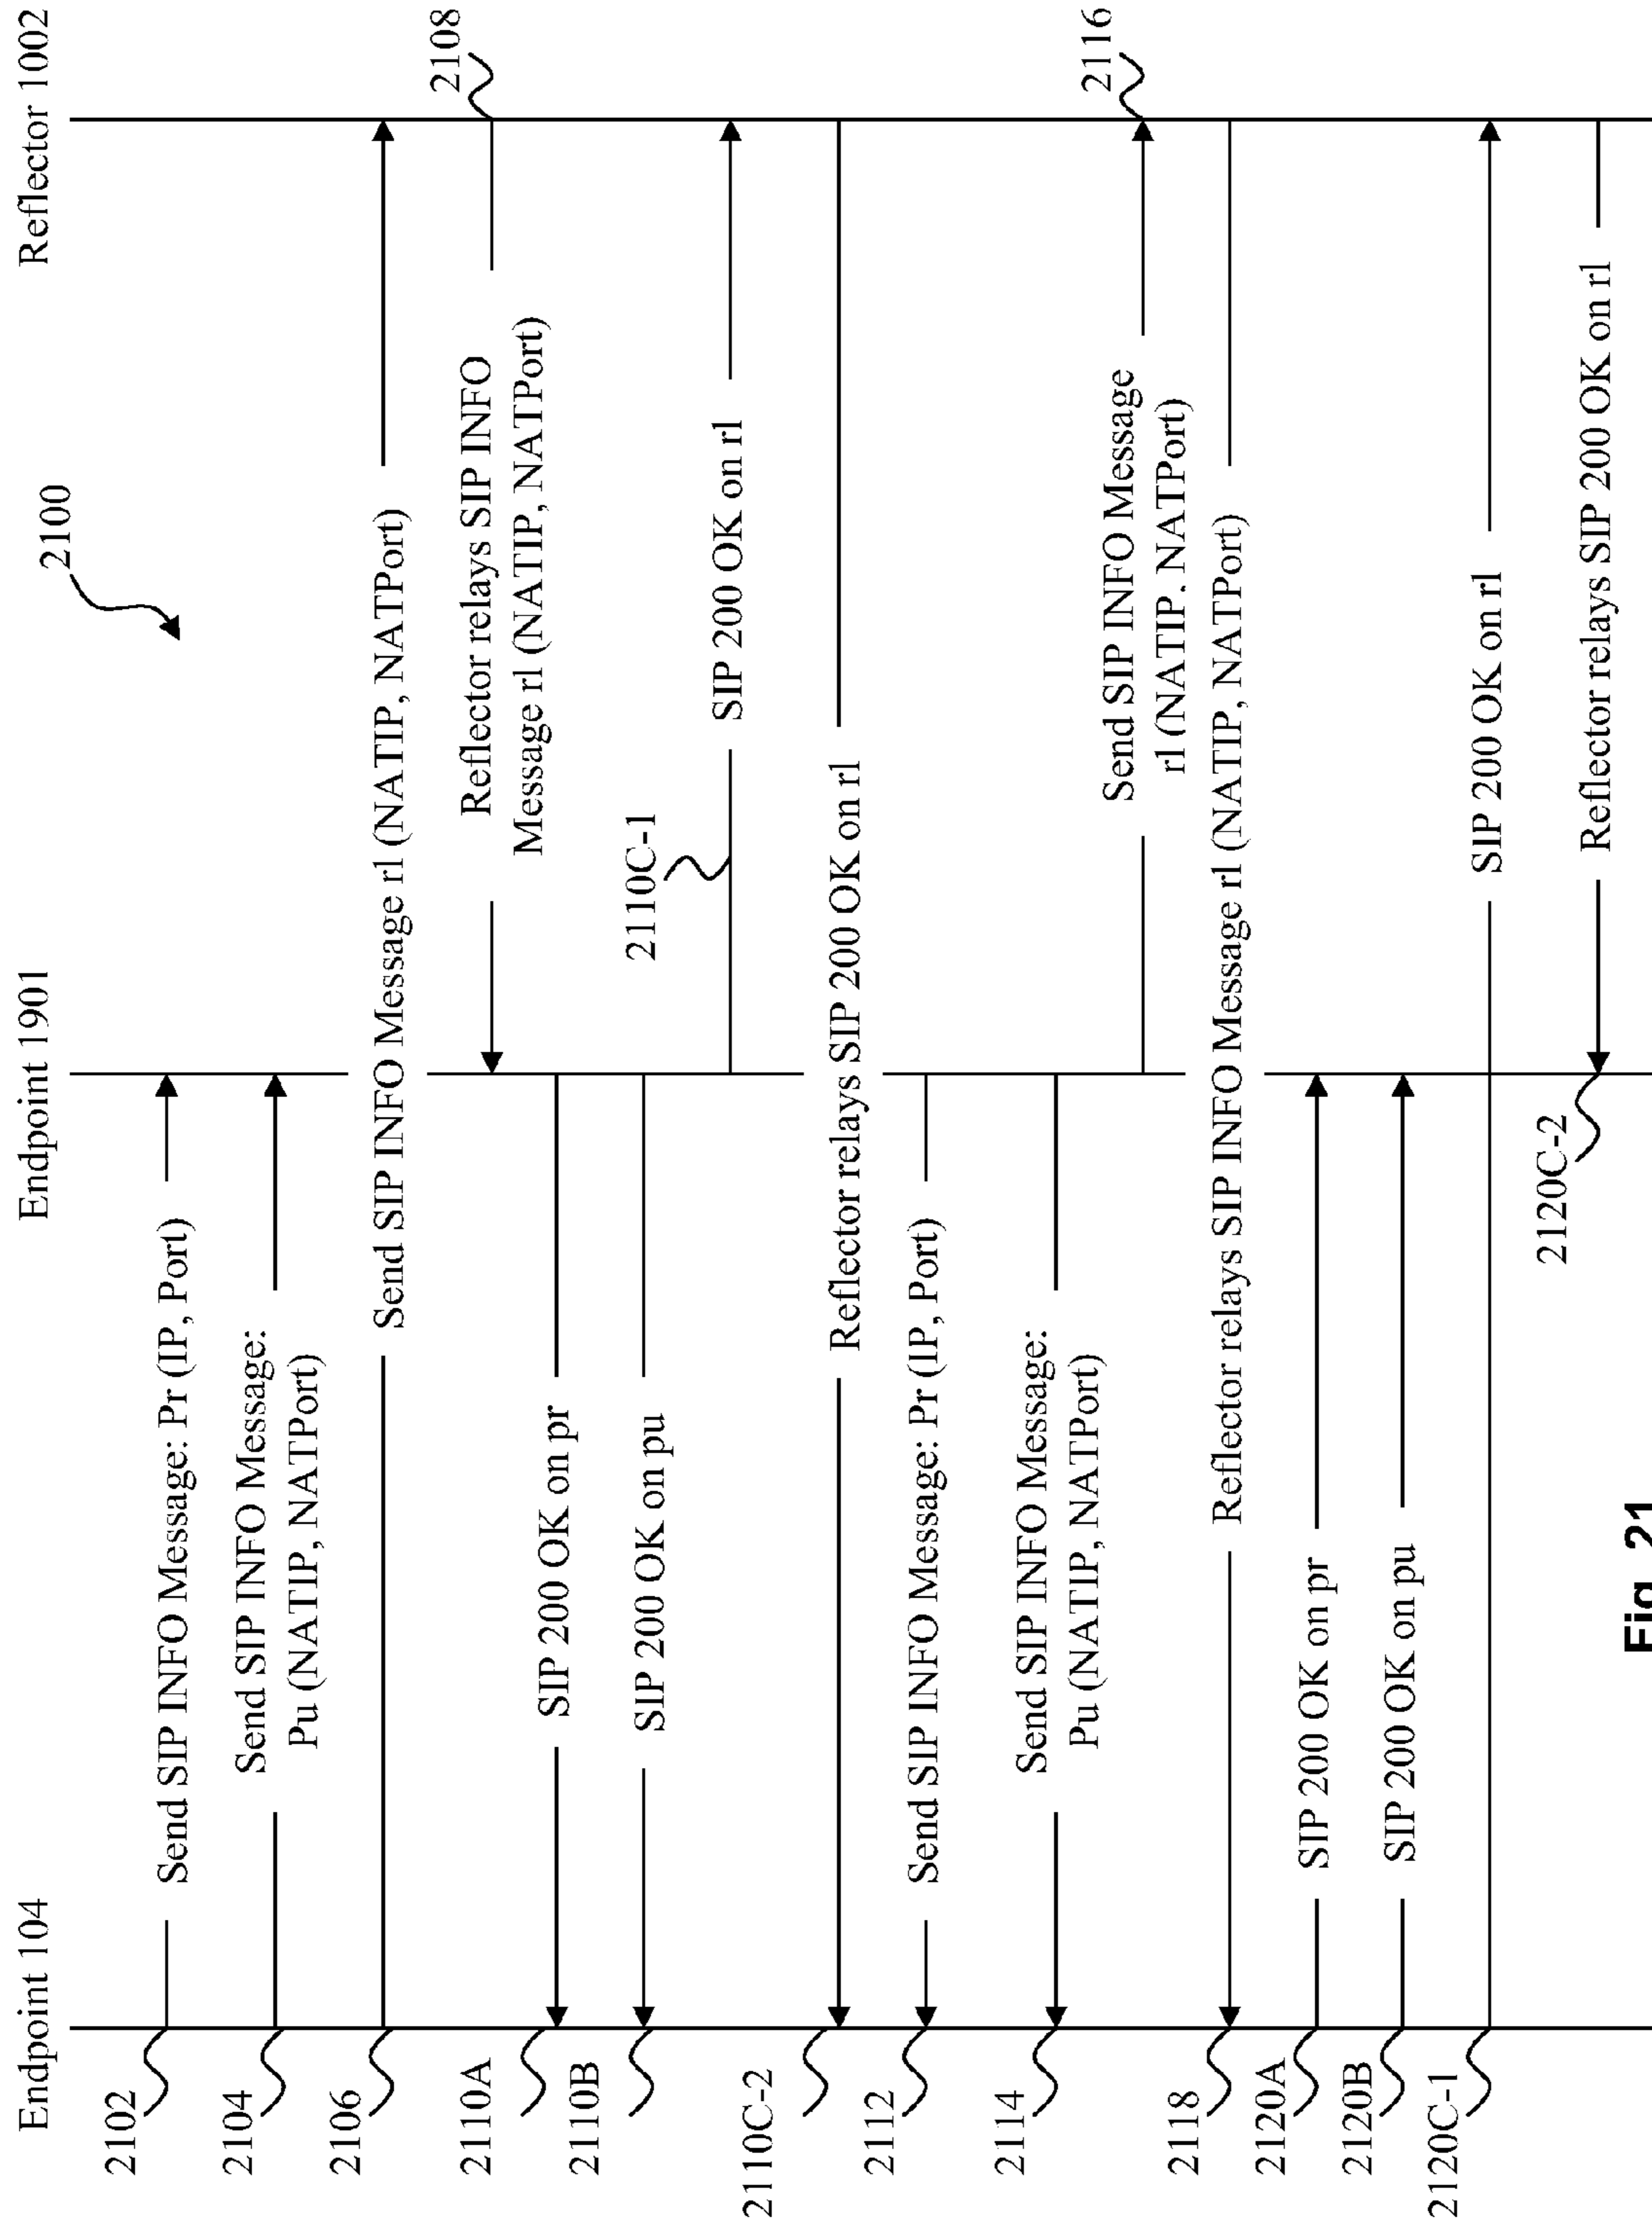 Endpoint 104
Endpoint 1901
Reflector 1002
2100
2102
Send SIP INFO Message: Pr (IP, Port)
2104
Send SIP INFO Message:
Pu (NATIP, NATPort)
2106
Send SIP INFO Message rl (NATIP, NATPort)
2108
Reflector relays SIP INFO
Message rl (NATIP, NATPort)
2110A
SIP 200 OK on pr
2110B
SIP 200 OK on pu
2110C-1
SIP 200 OK on rl
2110C-2
Reflector relays SIP 200 OK on rl
2112
Send SIP INFO Message: Pr (IP, Port)
2114
Send SIP INFO Message:
Pu (NATIP, NATPort)
2116
Send SIP INFO Message
rl (NATIP. NATPort)
2118
Reflector relays SIP INFO Message rl (NATIP, NATPort)
2120A
SIP 200 OK on pr
2120B
SIP 200 OK on pu
2120C-1
SIP 200 OK on rl
2120C-2
Reflector relays SIP 200 OK on rl
Fig. 21